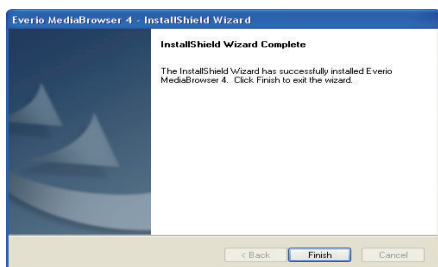 Everio MediaBrowser 4 - InstallShield Wizard
InstallShield Wizard Complete
The InstallShield Wizard has successfully installed Everio
MediaBrowser 4. Click Finish to exit the wizard.
< Back
Finish
Cancel